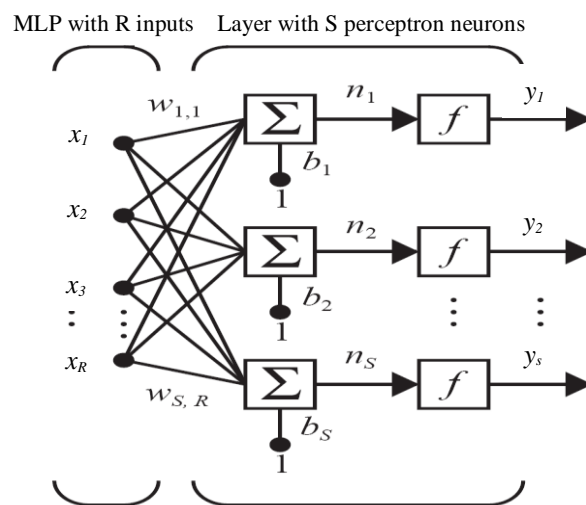 MLP with R inputs Layer with S perceptron neurons
w1,1 n1 y1
x1 Σ f
b1
1
x2 n2 y2
Σ f
x3 b2
1
xR nS ys
Σ f
wS, R
bS
1